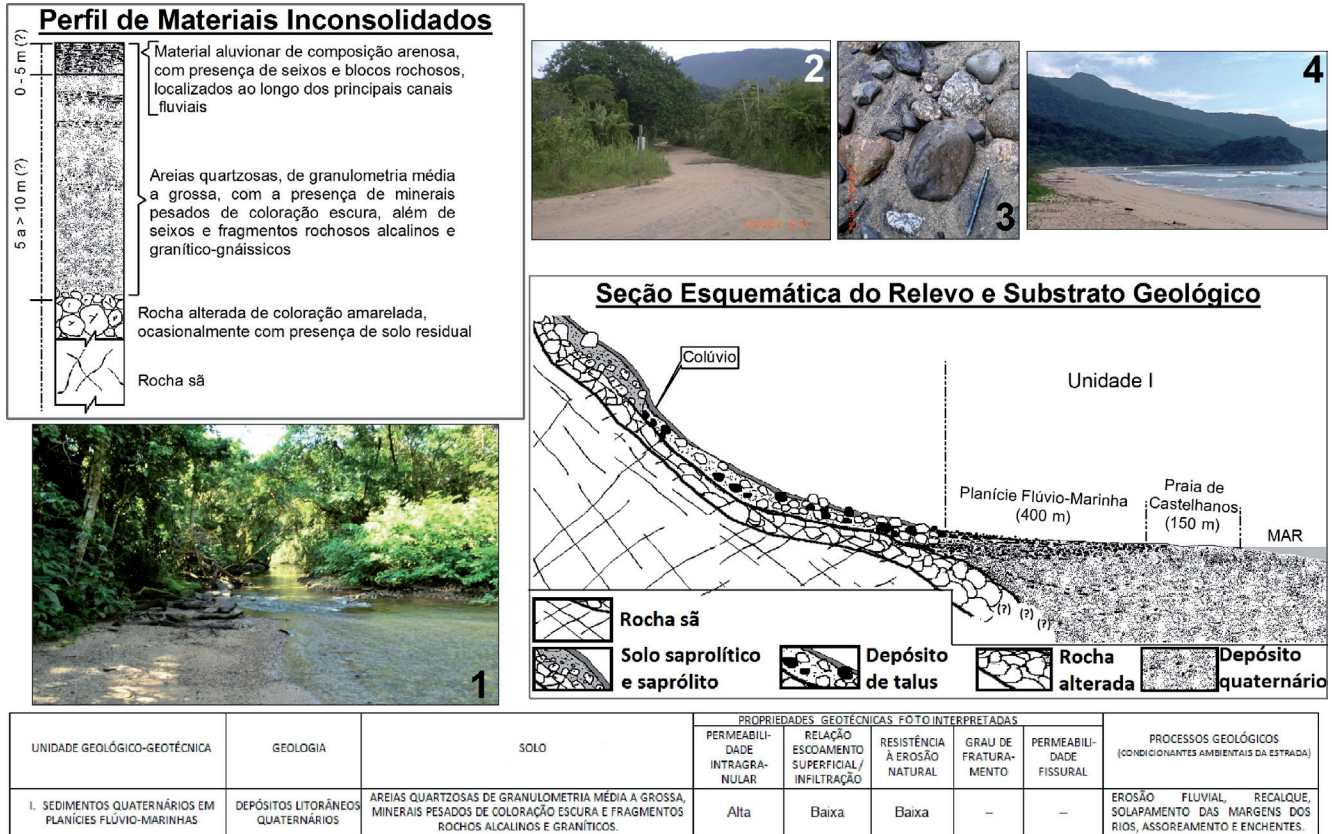 Perfil de Materiais Inconsolidados
0 - 5 m (?)
5 a > 10 m (?)
Material aluvionar de composição arenosa,
com presença de seixos e blocos rochosos,
localizados ao longo dos principais canais
fluviais
Areias quartzosas, de granulometria média
a grossa, com a presença de minerais
pesados de coloração escura, além de
seixos e fragmentos rochosos alcalinos e
granítico-gnáissicos
Rocha alterada de coloração amarelada,
ocasionalmente com presença de solo residual
Rocha sã
1
2
3
4
Seção Esquemática do Relevo e Substrato Geológico
Colúvio
Unidade I
Planície Flúvio-Marinha
(400 m)
Praia de
Castelhanos
(150 m)
MAR
(?)
(?)
(?)
Rocha sã
Solo saprolítico
e saprólito
Depósito
de talus
Rocha
alterada
Depósito
quaternário
UNIDADE GEOLÓGICO-GEOTÉCNICA
GEOLOGIA
SOLO
PROPRIEDADES GEOTÉCNICAS FOTOINTERPRETADAS
PERMEABILI-
DADE
INTRAGRA-
NULAR
RELAÇÃO
ESCOAMENTO
SUPERFICIAL/
INFILTRAÇÃO
RESISTÊNCIA
À EROSÃO
NATURAL
GRAU DE
FRATURA-
MENTO
PERMEABILI-
DADE
FISSURAL
PROCESSOS GEOLÓGICOS
(CONDICIONANTES AMBIENTAIS DA ESTRADA)
I. SEDIMENTOS QUATERNÁRIOS EM
PLANÍCIES FLÚVIO-MARINHAS
DEPÓSITOS LITORÂNEOS
QUATERNÁRIOS
AREIAS QUARTZOSAS DE GRANULOMETRIA MÉDIA A GROSSA,
MINERAIS PESADOS DE COLORAÇÃO ESCURA E FRAGMENTOS
ROCHOS ALCALINOS E GRANÍTICOS.
Alta
Baixa
Baixa
–
–
EROSÃO FLUVIAL, RECALQUE,
SOLAPAMENTO DAS MARGENS DOS
RIOS, ASSOREAMENTO E ENCHENTES.